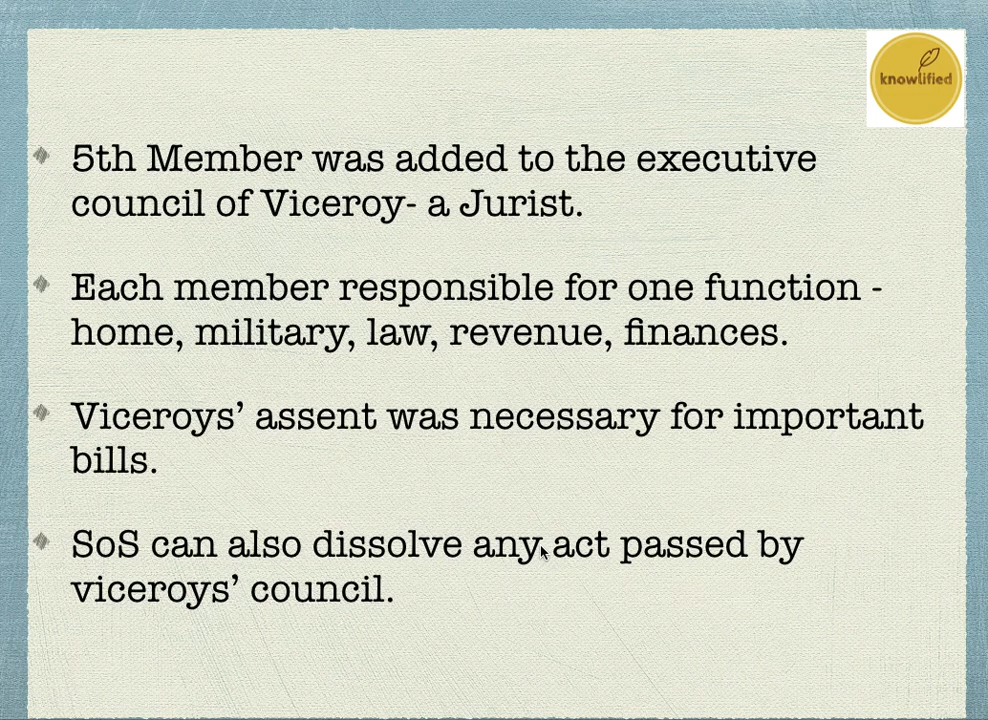 knowlified
5th Member was added to the executive
council of Viceroy- a Jurist.
Each member responsible for one function -
home, military, law, revenue, finances.
Viceroys’ assent was necessary for important
bills.
SoS can also dissolve any act passed by
viceroys’ council.